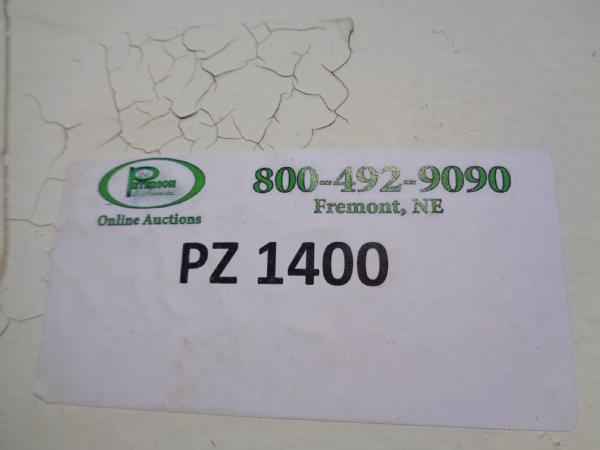 PETERSON
800-492-9090
Online Auctions
Fremont, NE
PZ 1400